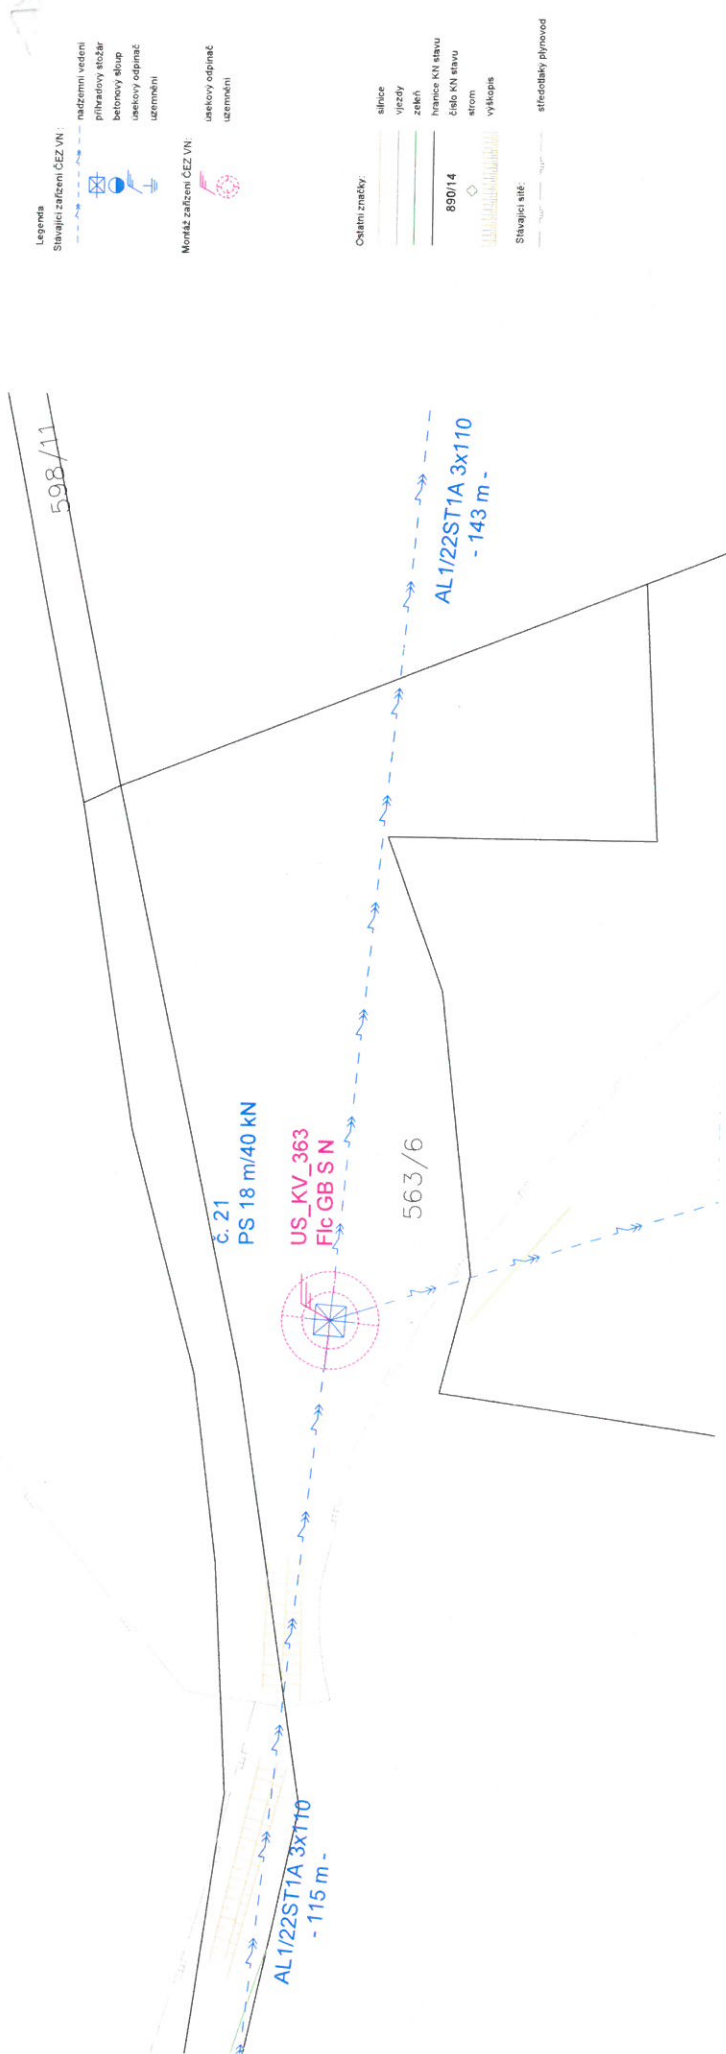 Legenda
Stávající zařízení ČEZ VN :
nadzemní vedení
příhradový stožár
betonový sloup
úsekový odpínač
uzemnění
Montáž zařízení ČEZ VN:
úsekový odpínač
uzemnění
Ostatní značky:
silnice
vjezdy
zeleň
hranice KN stavu
890/14
číslo KN stavu
strom
výškopis
Stávající sítě:
středotlaký plynovod
598/11
AL1/22ST1A 3x110
- 143 m -
č. 21
PS 18 m/40 kN
US_KV_363
Flc GB S N
563/6
AL1/22ST1A 3x110
- 115 m -